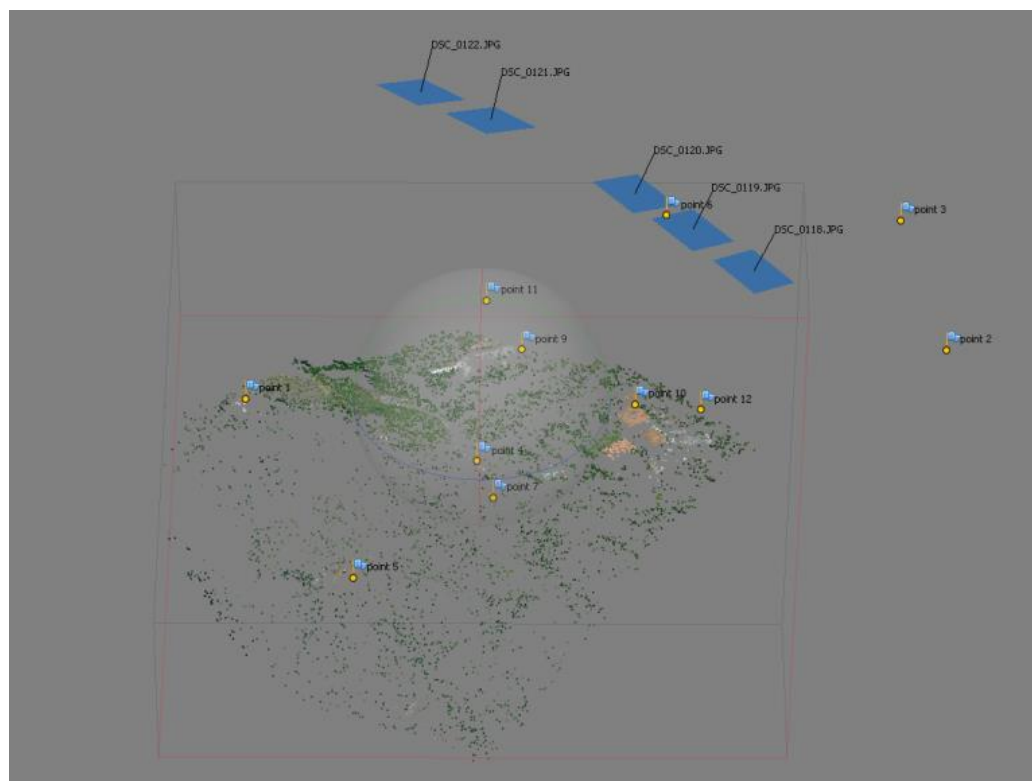 DSC_0122.JPG
DSC_0121.JPG
DSC_0120.JPG
DSC_0119.JPG
point 6
point 3
DSC_0118.JPG
point 11
point 9
point 2
point 1
point 10
point 12
point 4
point 7
point 5